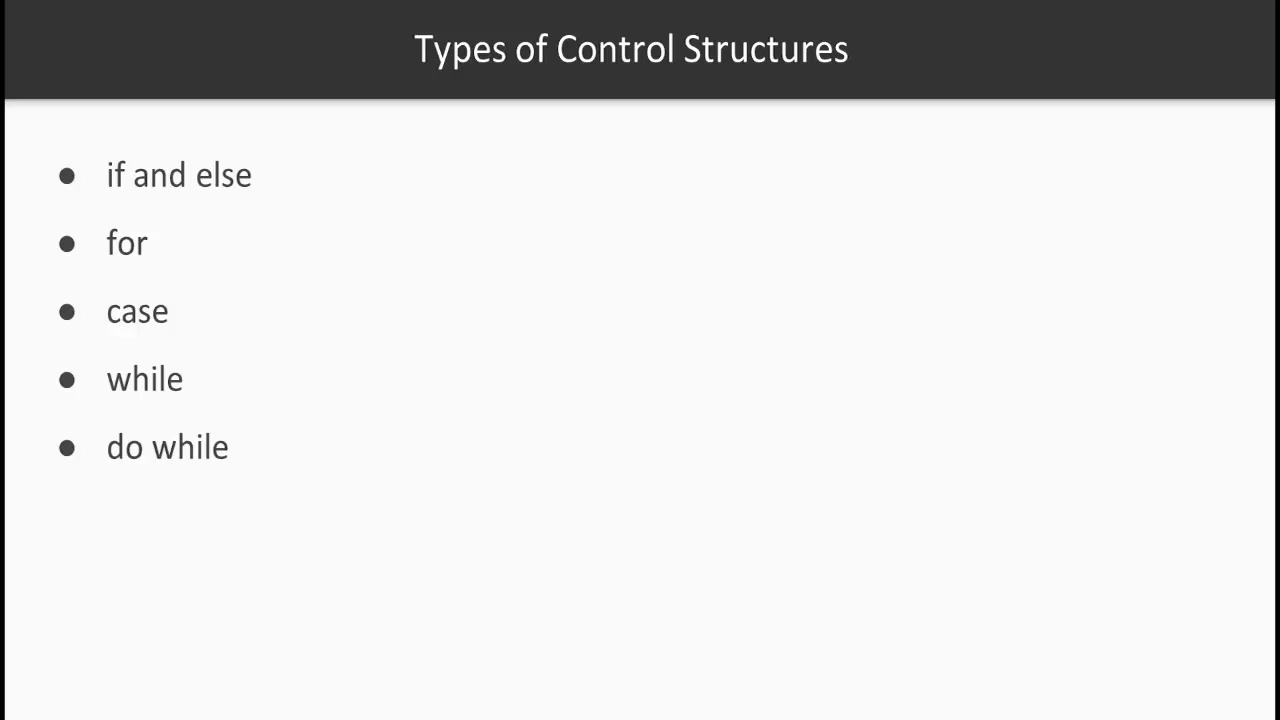 Types of Control Structures
● if and else
● for
● case
● while
● do while